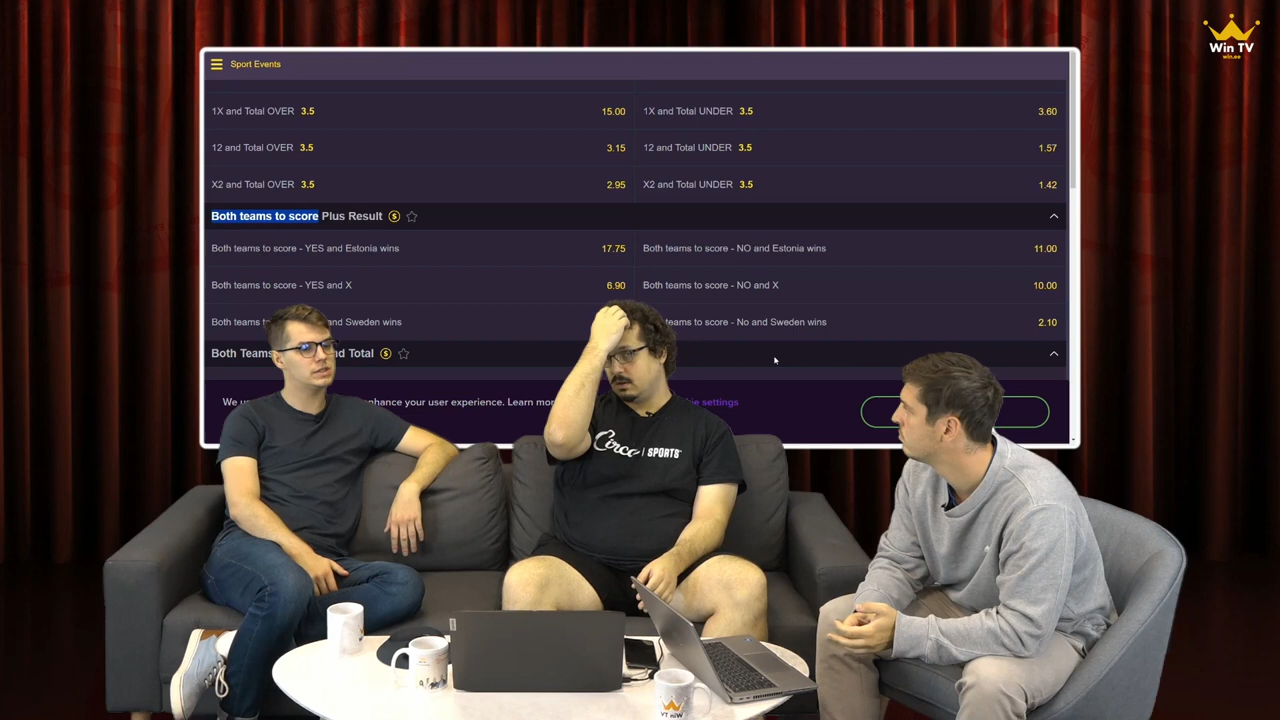 Win TV
win.ee
Sport Events
1X and Total OVER 3.5 15.00 1X and Total UNDER 3.5 3.60
12 and Total OVER 3.5 3.15 12 and Total UNDER 3.5 1.57
X2 and Total OVER 3.5 2.95 X2 and Total UNDER 3.5 1.42
Both teams to score Plus Result
Both teams to score - YES and Estonia wins 17.75 Both teams to score - NO and Estonia wins 11.00
Both teams to score - YES and X 6.90 Both teams to score - NO and X 10.00
Both and Sweden wins teams to score - No and Sweden wins 2.10
Both Teams Total
We enhance your user experience. Learn settings
Circa SPORTS
Win TV